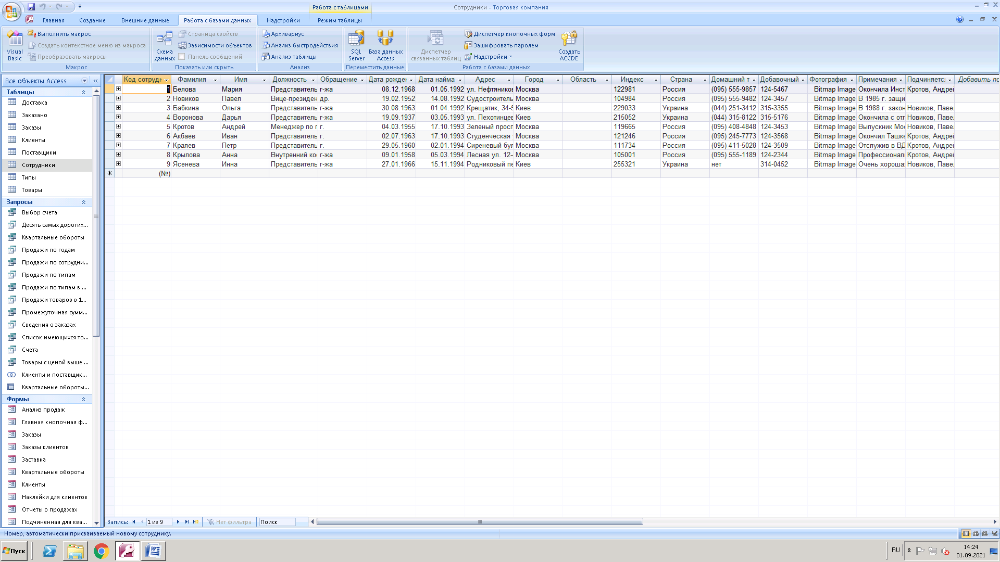 Работа с таблицами
Сотрудники - Торговая компания
Главная Создание Внешние данные Работа с базами данных Надстройки Режим таблицы
Visual Basic
Выполнить макрос
Создать контекстное меню из макроса
Преобразовать макросы
Макрос
Схема данных
Страница свойств
Зависимости объектов
Панель сообщений
Показать или скрыть
Архивариус
Анализ быстродействия
Анализ таблицы
Анализ
SQL Server
База данных Access
Переместить данные
Диспетчер связанных таблиц
Диспетчер кнопочных форм
Зашифровать паролем
Надстройки
Создать ACCDE
Работа с базами данных
Все объекты Access
Таблицы
Доставка
Заказано
Заказы
Клиенты
Поставщики
Сотрудники
Типы
Товары
Запросы
Выбор счета
Десять самых дорогих...
Квартальные обороты
Продажи по годам
Продажи по сотрудни...
Продажи по типам
Продажи по типам в ...
Продажи товаров в 1...
Промежуточная сумм...
Сведения о заказах
Список имеющихся то...
Счета
Товары с ценой выше ...
Клиенты и поставщик...
Квартальные обороты...
Формы
Анализ продаж
Главная кнопочная ф...
Заказы
Заказы клиентов
Заставка
Квартальные обороты
Клиенты
Наклейки для клиентов
Отчеты о продажах
Подчиненная для ква...
Код сотрудн Фамилия Имя Должность Обращение Дата рожден Дата найма Адрес Город Область Индекс Страна Домашний т Добавочный Фотография Примечания Подчиняетс Добавить по
1 Белова Мария Представитель г-жа 08.12.1968 01.05.1992 ул. Нефтяников Москва 122981 Россия (095) 555-9857 124-5467 Bitmap Image Окончила Инст Кротов, Андре
2 Новиков Павел Вице-президен др. 19.02.1952 14.08.1992 Судостроитель Москва 104984 Россия (095) 555-9482 123-3457 Bitmap Image В 1985 г. защи
3 Бабкина Ольга Представитель г-жа 30.08.1963 01.04.1992 Крещатик, 34-5 Киев 229033 Украина (044) 251-3412 315-3355 Bitmap Image В 1988 г. закон Новиков, Паве
4 Воронова Дарья Представитель г-жа 19.09.1937 03.05.1993 ул. Пехотинцев Киев 215052 Украина (044) 315-8122 315-5176 Bitmap Image Окончила с отл Новиков, Паве
5 Кротов Андрей Менеджер по п г. 04.03.1955 17.10.1993 Зеленый просп Москва 119665 Россия (095) 408-4848 124-3453 Bitmap Image Выпускник Мос Новиков, Паве
6 Акбаев Иван Представитель г. 02.07.1963 17.10.1993 Студенческая Москва 121246 Россия (095) 245-7773 124-3568 Bitmap Image Окончил Ташке Кротов, Андре
7 Кралев Петр Представитель г. 29.05.1960 02.01.1994 Сиреневый бул Москва 111734 Россия (095) 411-5028 124-3509 Bitmap Image Отслужив в ВД Кротов, Андре
8 Крылова Анна Внутренний ко г-жа 09.01.1958 05.03.1994 Лесная ул. 12- Москва 105001 Россия (095) 555-1189 124-2344 Bitmap Image Профессионал Кротов, Андре
9 Ясенева Инна Представитель г-жа 27.01.1966 15.11.1994 Родниковый пе Киев 255321 Украина нет 314-0452 Bitmap Image Очень хороша Новиков, Паве
* (№)
Запись: 1 из 9 Нет фильтра Поиск
Номер, автоматически присваиваемый новому сотруднику.
Пуск
RU
14:24
01.09.2021